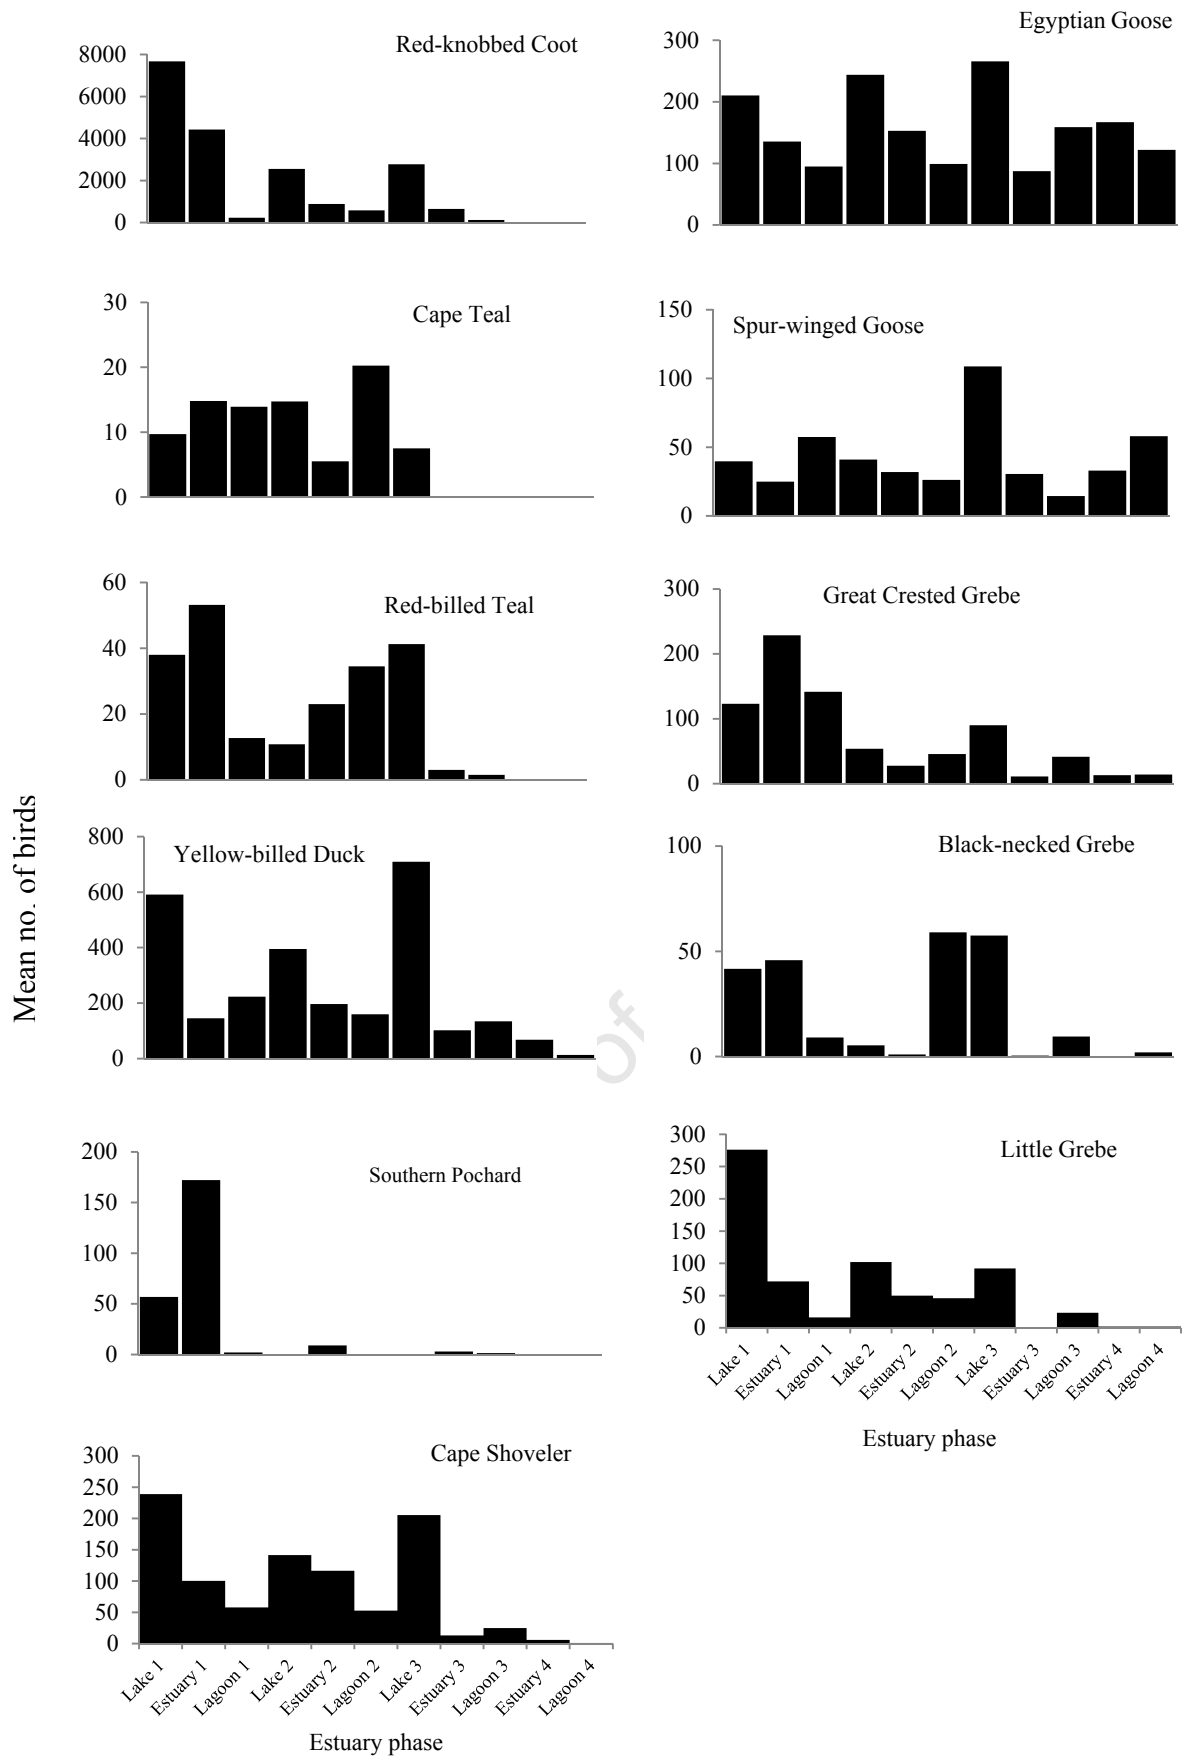 Mean no. of birds
Red-knobbed Coot
8000
6000
4000
2000
0
Cape Teal
30
20
10
0
Red-billed Teal
60
40
20
0
Yellow-billed Duck
800
600
400
200
0
Southern Pochard
200
150
100
50
0
Cape Shoveler
300
250
200
150
100
50
0
Lake 1
Estuary 1
Lagoon 1
Lake 2
Estuary 2
Lagoon 2
Lake 3
Estuary 3
Lagoon 3
Estuary 4
Lagoon 4
Estuary phase
Egyptian Goose
300
200
100
0
Spur-winged Goose
150
100
50
0
Great Crested Grebe
300
200
100
0
Black-necked Grebe
100
50
0
Little Grebe
300
250
200
150
100
50
0
Lake 1
Estuary 1
Lagoon 1
Lake 2
Estuary 2
Lagoon 2
Lake 3
Estuary 3
Lagoon 3
Estuary 4
Lagoon 4
Estuary phase
of